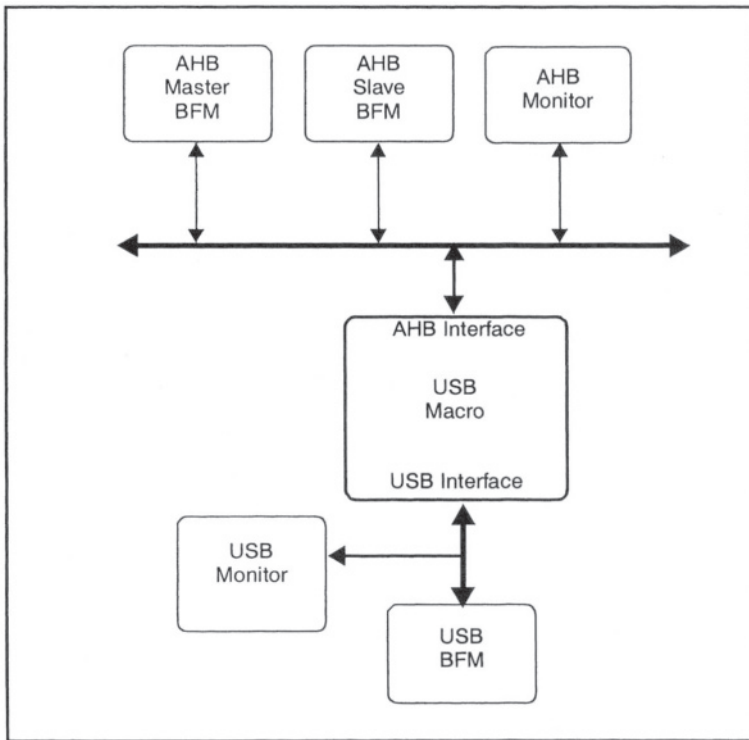 AHB
Master
BFM
AHB
Slave
BFM
AHB
Monitor
AHB Interface
USB
Macro
USB Interface
USB
Monitor
USB
BFM